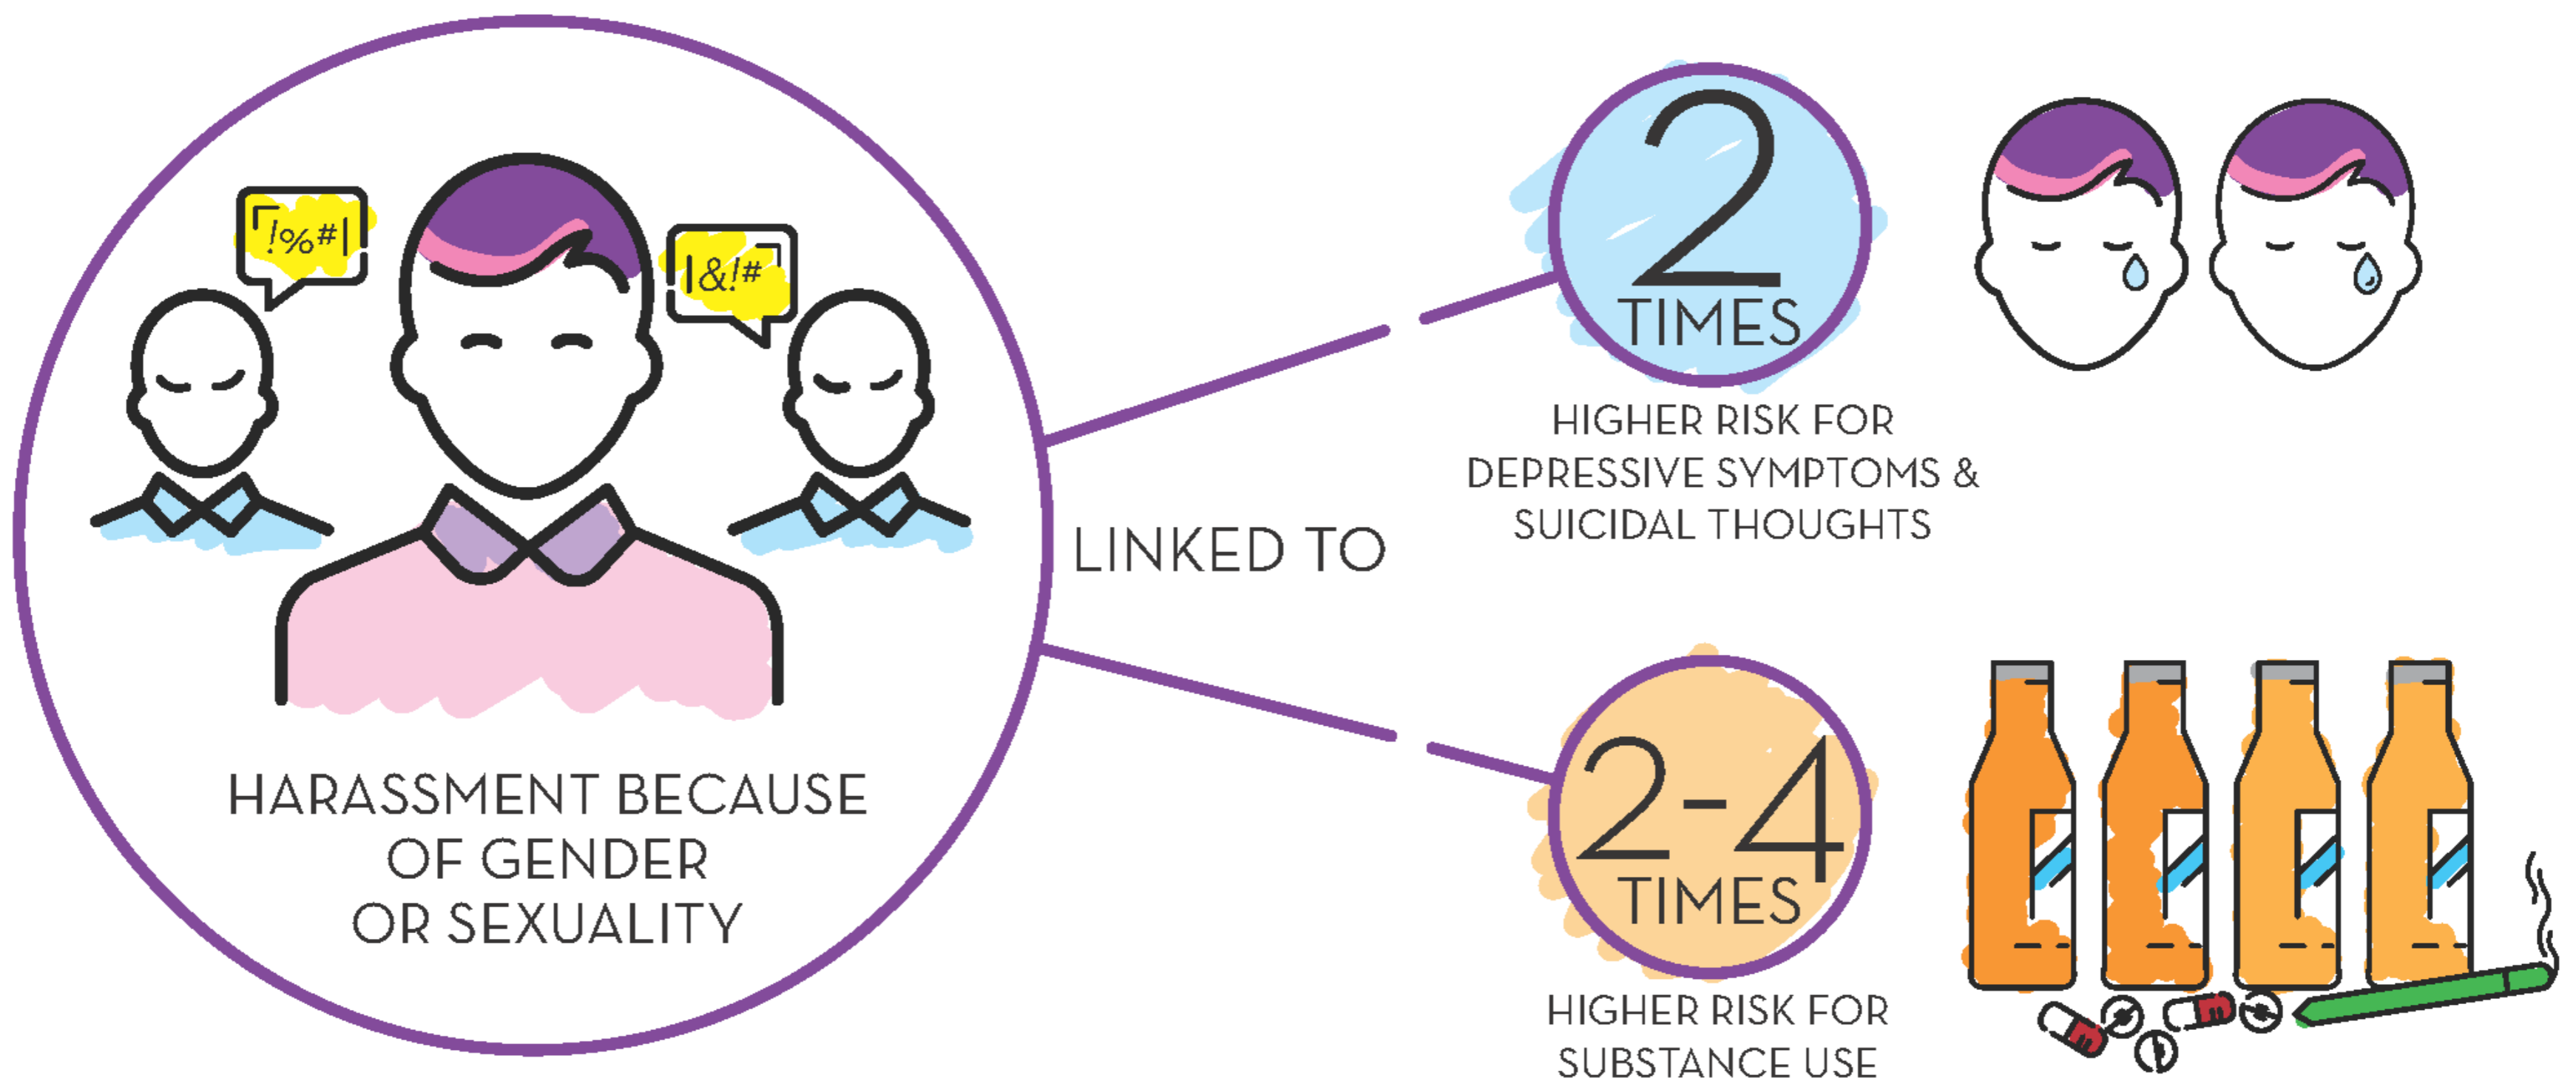 !%#|
|&!#
HARASSMENT BECAUSE
OF GENDER
OR SEXUALITY
LINKED TO
2
TIMES
HIGHER RISK FOR
DEPRESSIVE SYMPTOMS &
SUICIDAL THOUGHTS
2-4
TIMES
HIGHER RISK FOR
SUBSTANCE USE